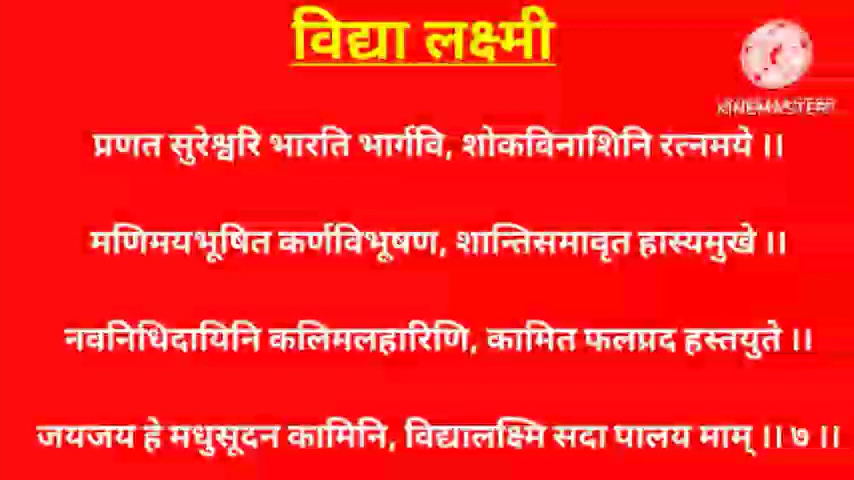 विद्या लक्ष्मी
KINEMASTER
प्रणत सुरेश्वरि भारति भार्गवि, शोकविनाशिनि रत्नमये ।।
मणिमयभूषित कर्णविभूषण, शान्तिसमावृत हास्यमुखे ।।
नवनिधिदायिनि कलिमलहारिणि, कामित फलप्रद हस्तयुते ।।
जयजय हे मधुसूदन कामिनि, विद्यालक्ष्मि सदा पालय माम् ।। ७ ।।